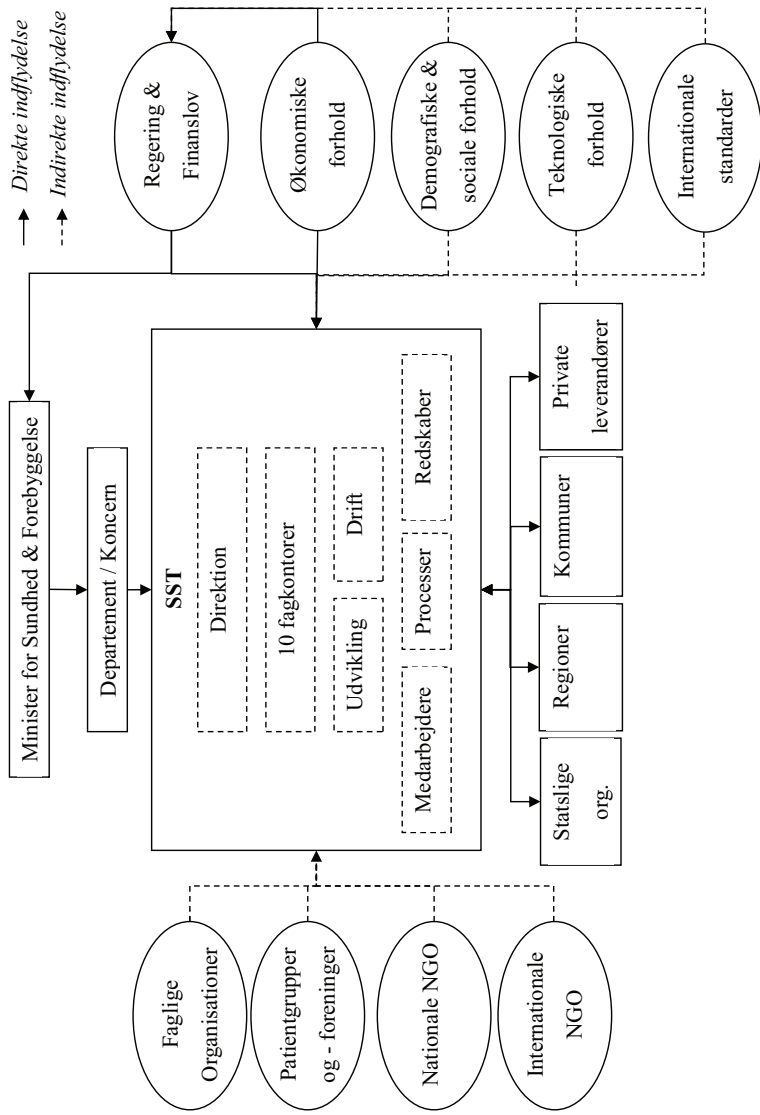 Direkte indflydelse
Indirekte indflydelse
Minister for Sundhed & Forebyggelse
Departement / Koncern
SST
Direktion
10 fagkontorer
Udvikling
Drift
Medarbejdere
Processer
Redskaber
Faglige
Organisationer
Patientgrupper
og - foreninger
Nationale NGO
Internationale
NGO
Regering &
Finanslov
Økonomiske
forhold
Demografiske &
sociale forhold
Teknologiske
forhold
Internationale
standarder
Statslige
org.
Regioner
Kommuner
Private
leverandører